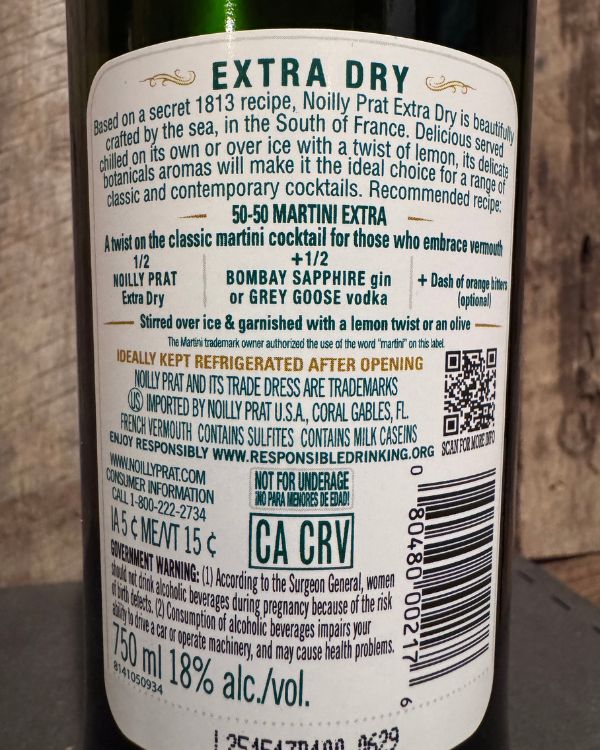 EXTRA DRY
Based on a secret 1813 recipe, Noilly Prat Extra Dry is beautifully
crafted by the sea, in the South of France. Delicious served
chilled on its own or over ice with a twist of lemon, its delicate
botanicals aromas will make it the ideal choice for a range of
classic and contemporary cocktails. Recommended recipe:
50-50 MARTINI EXTRA
A twist on the classic martini cocktail for those who embrace vermouth
1/2
NOILLY PRAT
Extra Dry
+1/2
BOMBAY SAPPHIRE gin
or GREY GOOSE vodka
+ Dash of orange bitters
(optional)
Stirred over ice & garnished with a lemon twist or an olive
The Martini trademark owner authorized the use of the word "martini" on this label.
IDEALLY KEPT REFRIGERATED AFTER OPENING
NOILLY PRAT AND ITS TRADE DRESS ARE TRADEMARKS
(US) IMPORTED BY NOILLY PRAT U.S.A., CORAL GABLES, FL.
FRENCH VERMOUTH CONTAINS SULFITES CONTAINS MILK CASEINS
ENJOY RESPONSIBLY WWW.RESPONSIBLEDRINKING.ORG
SCAN FOR MORE INFO
WWW.NOILLYPRAT.COM
CONSUMER INFORMATION
CALL 1-800-222-2734
IA 5 ¢ ME/VT 15 ¢
NOT FOR UNDERAGE
¡NO PARA MENORES DE EDAD!
CA CRV
GOVERNMENT WARNING: (1) According to the Surgeon General, women
should not drink alcoholic beverages during pregnancy because of the risk
of birth defects. (2) Consumption of alcoholic beverages impairs your
ability to drive a car or operate machinery, and may cause health problems.
750 ml 18% alc./vol.
8141050934
0 80480 00217 6
0629